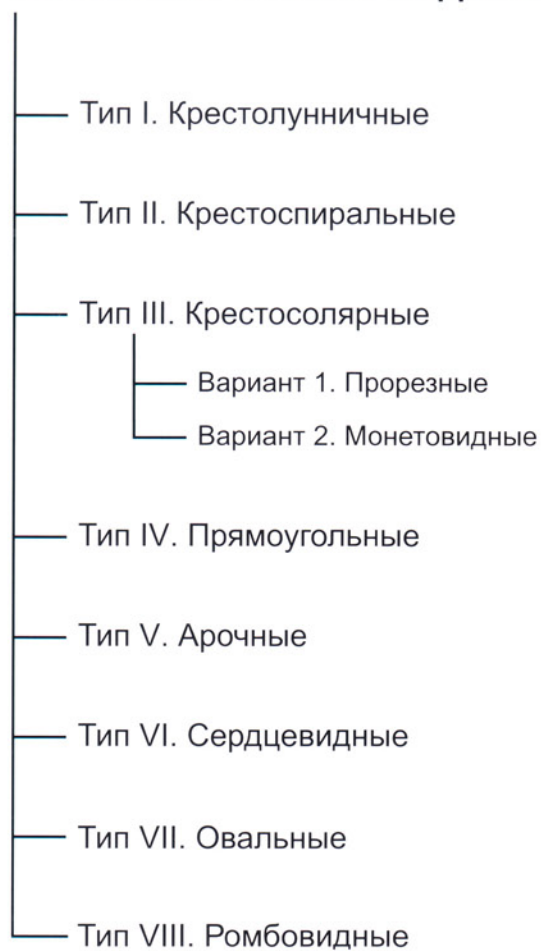 Тип I. Крестолунничные
Тип II. Крестоспиральные
Тип III. Крестосолярные
Вариант 1. Прорезные
Вариант 2. Монетовидные
Тип IV. Прямоугольные
Тип V. Арочные
Тип VI. Сердцевидные
Тип VII. Овальные
Тип VIII. Ромбовидные